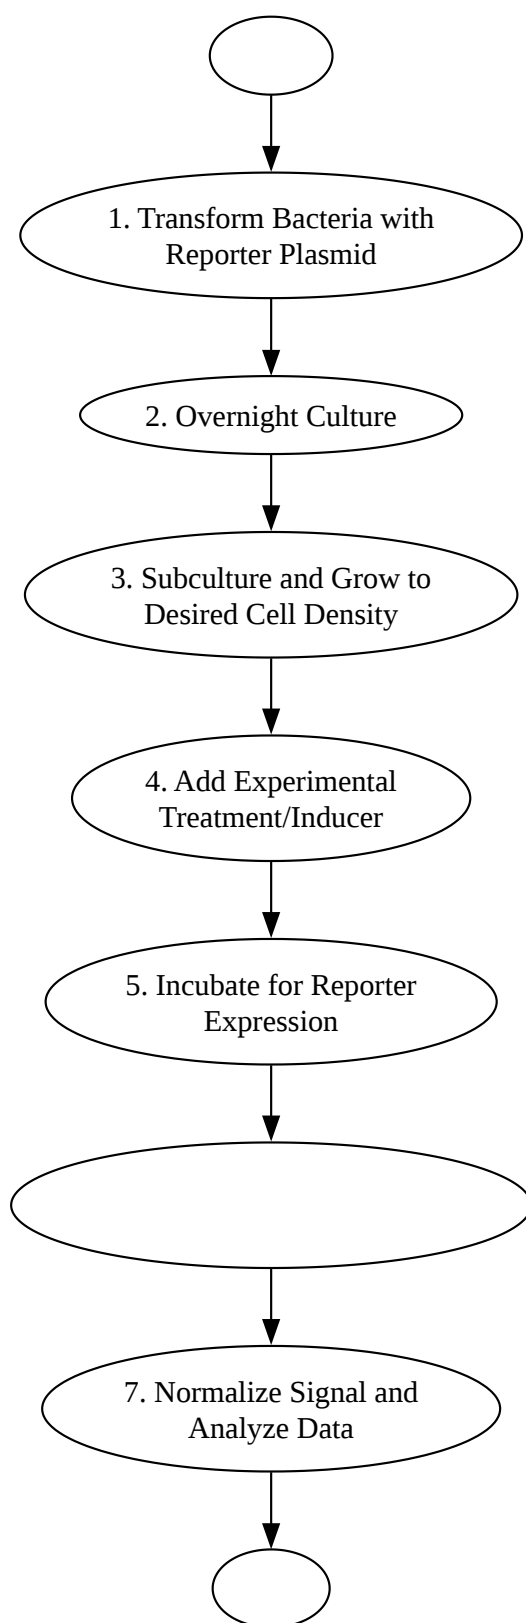 1. Transform Bacteria with
Reporter Plasmid
2. Overnight Culture
3. Subculture and Grow to
Desired Cell Density
4. Add Experimental
Treatment/Inducer
5. Incubate for Reporter
Expression
7. Normalize Signal and
Analyze Data